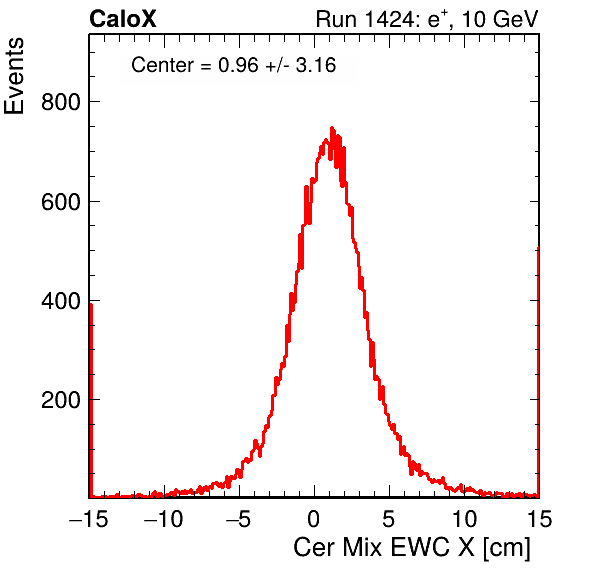 CaloX Run 1424: e⁺, 10 GeV
Center = 0.96 +/- 3.16
Events
800
600
400
200
−15 −10 −5 0 5 10 15
Cer Mix EWC X [cm]